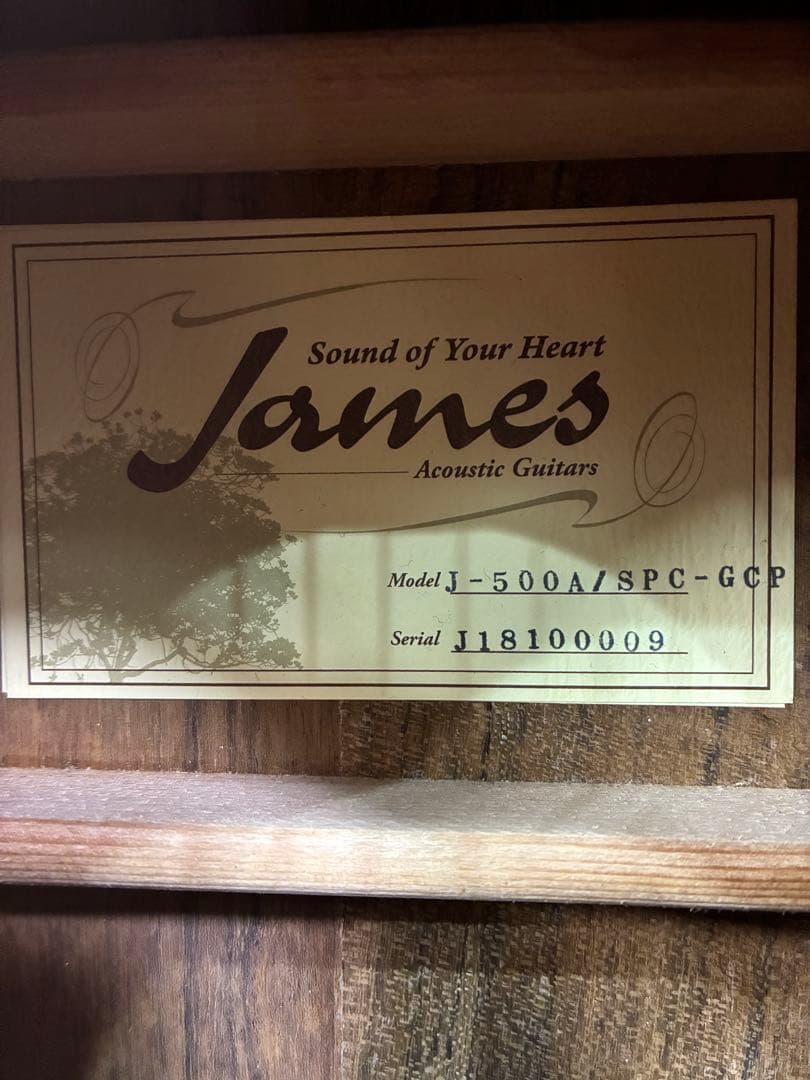 Sound of Your Heart
James
Acoustic Guitars
Model J-500A/SPC-GCP
Serial J18100009